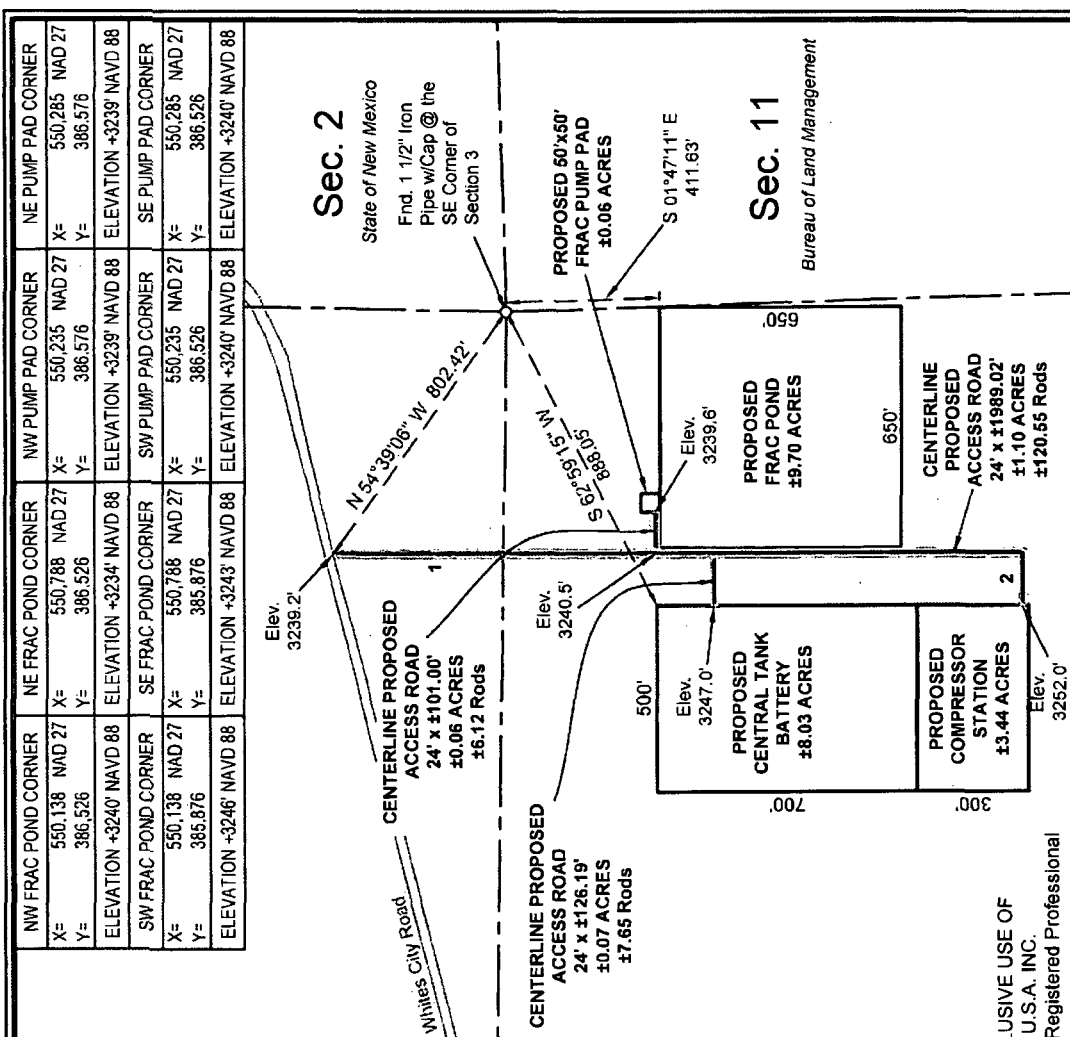 NW FRAC POND CORNER
X= 550,138 NAD 27
Y= 386,526
ELEVATION +3240' NAVD 88
SW FRAC POND CORNER
X= 550,138 NAD 27
Y= 385,876
ELEVATION +3246' NAVD 88
NE FRAC POND CORNER
X= 550,788 NAD 27
Y= 386,526
ELEVATION +3234' NAVD 88
SE FRAC POND CORNER
X= 550,788 NAD 27
Y= 385,876
ELEVATION +3243' NAVD 88
NW PUMP PAD CORNER
X= 550,235 NAD 27
Y= 386,576
ELEVATION +3239' NAVD 88
SW PUMP PAD CORNER
X= 550,235 NAD 27
Y= 386,526
ELEVATION +3240' NAVD 88
NE PUMP PAD CORNER
X= 550,285 NAD 27
Y= 386,576
ELEVATION +3239' NAVD 88
SE PUMP PAD CORNER
X= 550,285 NAD 27
Y= 386,526
ELEVATION +3240' NAVD 88
Sec. 2
State of New Mexico
Fnd. 1 1/2" Iron
Pipe w/Cap @ the
SE Corner of
Section 3
N 54°39'06" W 802.42'
Elev.
3239.2'
1
Whites City Road
CENTERLINE PROPOSED
ACCESS ROAD
24' x ±101.00'
±0.06 ACRES
±6.12 Rods
S 62°59'15" W
888.05'
PROPOSED 50'x50'
FRAC PUMP PAD
±0.06 ACRES
S 01°47'11" E
411.63'
Sec. 11
Bureau of Land Management
Elev.
3240.5'
Elev.
3239.6'
CENTERLINE PROPOSED
ACCESS ROAD
24' x ±126.19'
±0.07 ACRES
±7.65 Rods
500'
Elev.
3247.0'
PROPOSED
CENTRAL TANK
BATTERY
±8.03 ACRES
700'
PROPOSED
FRAC POND
±9.70 ACRES
650'
650'
CENTERLINE
PROPOSED
ACCESS ROAD
24' x ±1989.02'
±1.10 ACRES
±120.55 Rods
2
PROPOSED
COMPRESSOR
STATION
±3.44 ACRES
300'
Elev.
3252.0'
LUSIVE USE OF
U.S.A. INC.
Registered Professional